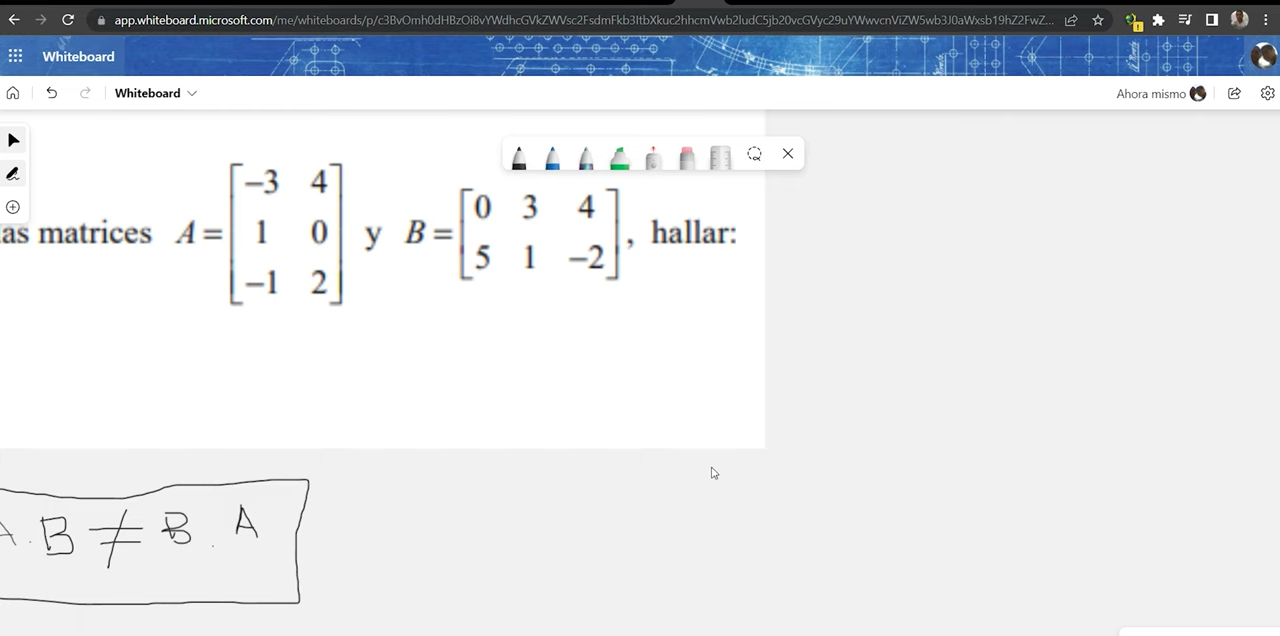 app.whiteboard.microsoft.com/me/whiteboards/p/c3BvOmh0dHBzOi8vYWdhcGVkZWVsc2FsdmFkb3ItbXkuc2hhcmVwb2ludC5jb20vcGVyc29uYWwvcnViZW5wb3J0aWxsb19hZ2FwZ...
Whiteboard
Whiteboard
Ahora mismo
as matrices A = [ −3 4 1 0 −1 2 ] y B = [ 0 3 4 5 1 −2 ] , hallar:
A . B ≠ B . A